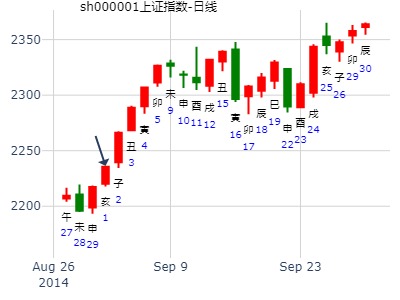 sh000001上证指数-日线
2350
2300
2250
2200
午 27
未 28
申 29
亥 1
子 2
丑 3
寅 4
卯 5
未 9
申 10
酉 11
戌 12
丑 15
寅 16
卯 17
辰 18
巳 19
申 22
酉 23
戌 24
亥 25
子 26
卯 29
辰 30
Aug 26
2014
Sep 9
Sep 23